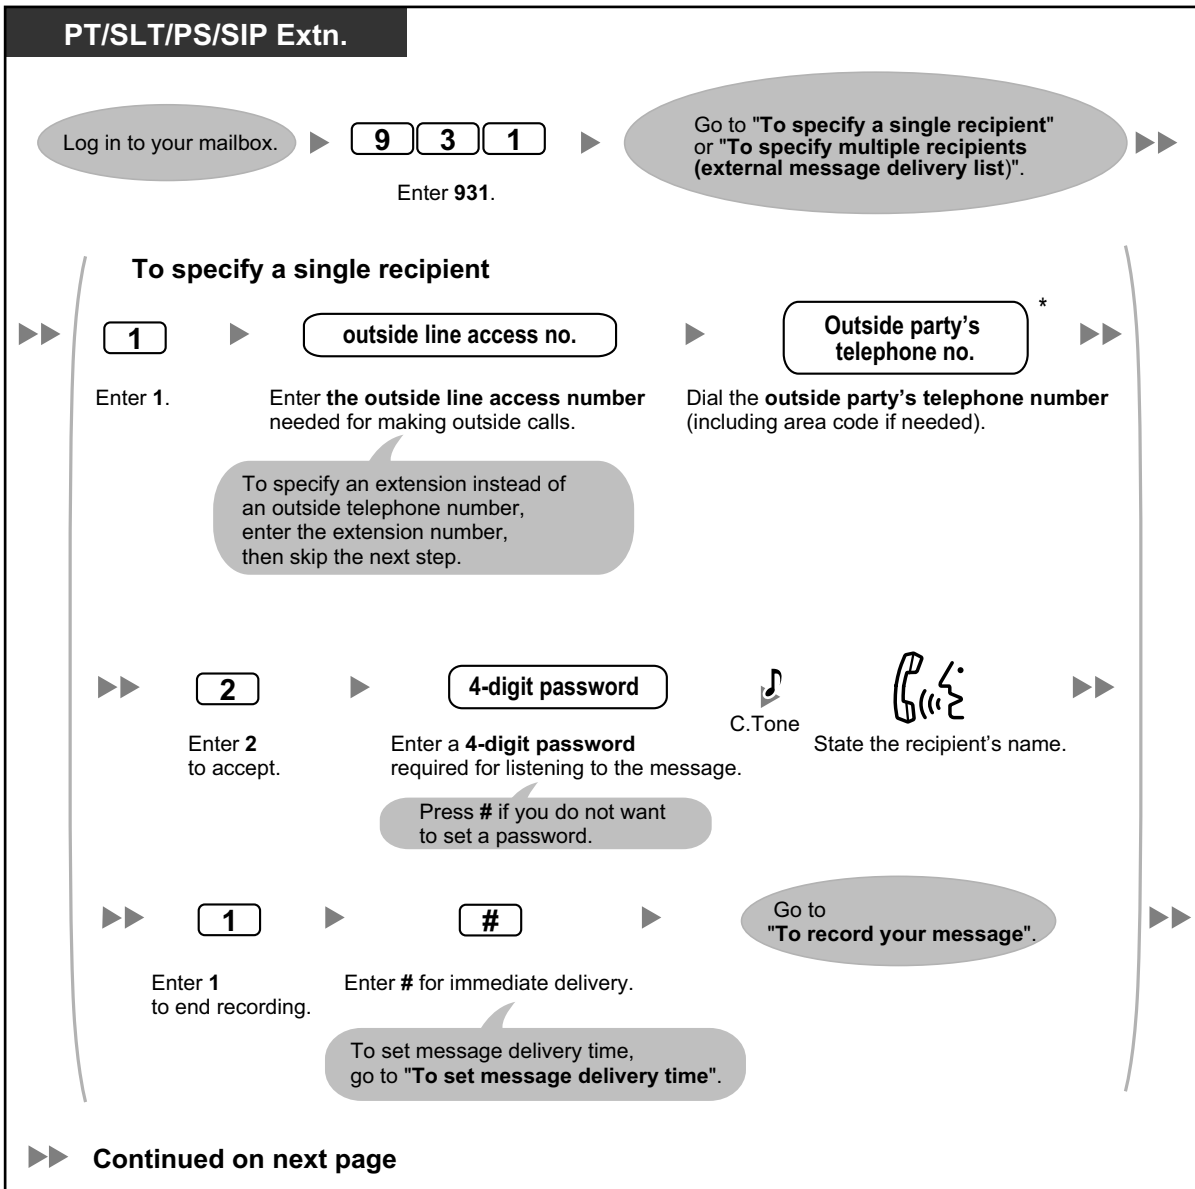 PT/SLT/PS/SIP Extn.
Log in to your mailbox.
9 3 1
Enter 931.
Go to "To specify a single recipient"
or "To specify multiple recipients
(external message delivery list)".
To specify a single recipient
1
Enter 1.
outside line access no.
Enter the outside line access number
needed for making outside calls.
To specify an extension instead of
an outside telephone number,
enter the extension number,
then skip the next step.
Outside party's
telephone no.
*
Dial the outside party's telephone number
(including area code if needed).
2
Enter 2
to accept.
4-digit password
Enter a 4-digit password
required for listening to the message.
Press # if you do not want
to set a password.
C.Tone
State the recipient's name.
1
Enter 1
to end recording.
#
Enter # for immediate delivery.
To set message delivery time,
go to "To set message delivery time".
Go to
"To record your message".
Continued on next page